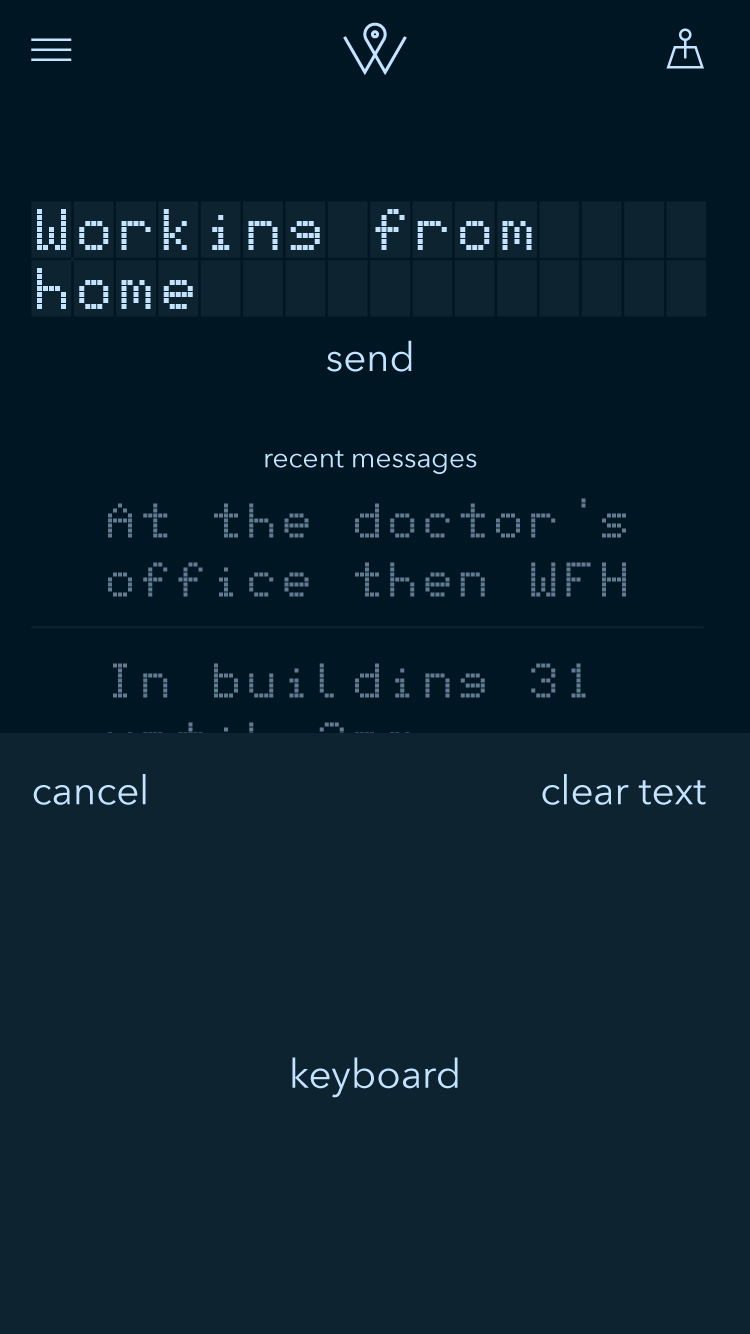 Working from
home
send
recent messages
At the doctor's
office then WFH
In building 31
cancel
clear text
keyboard